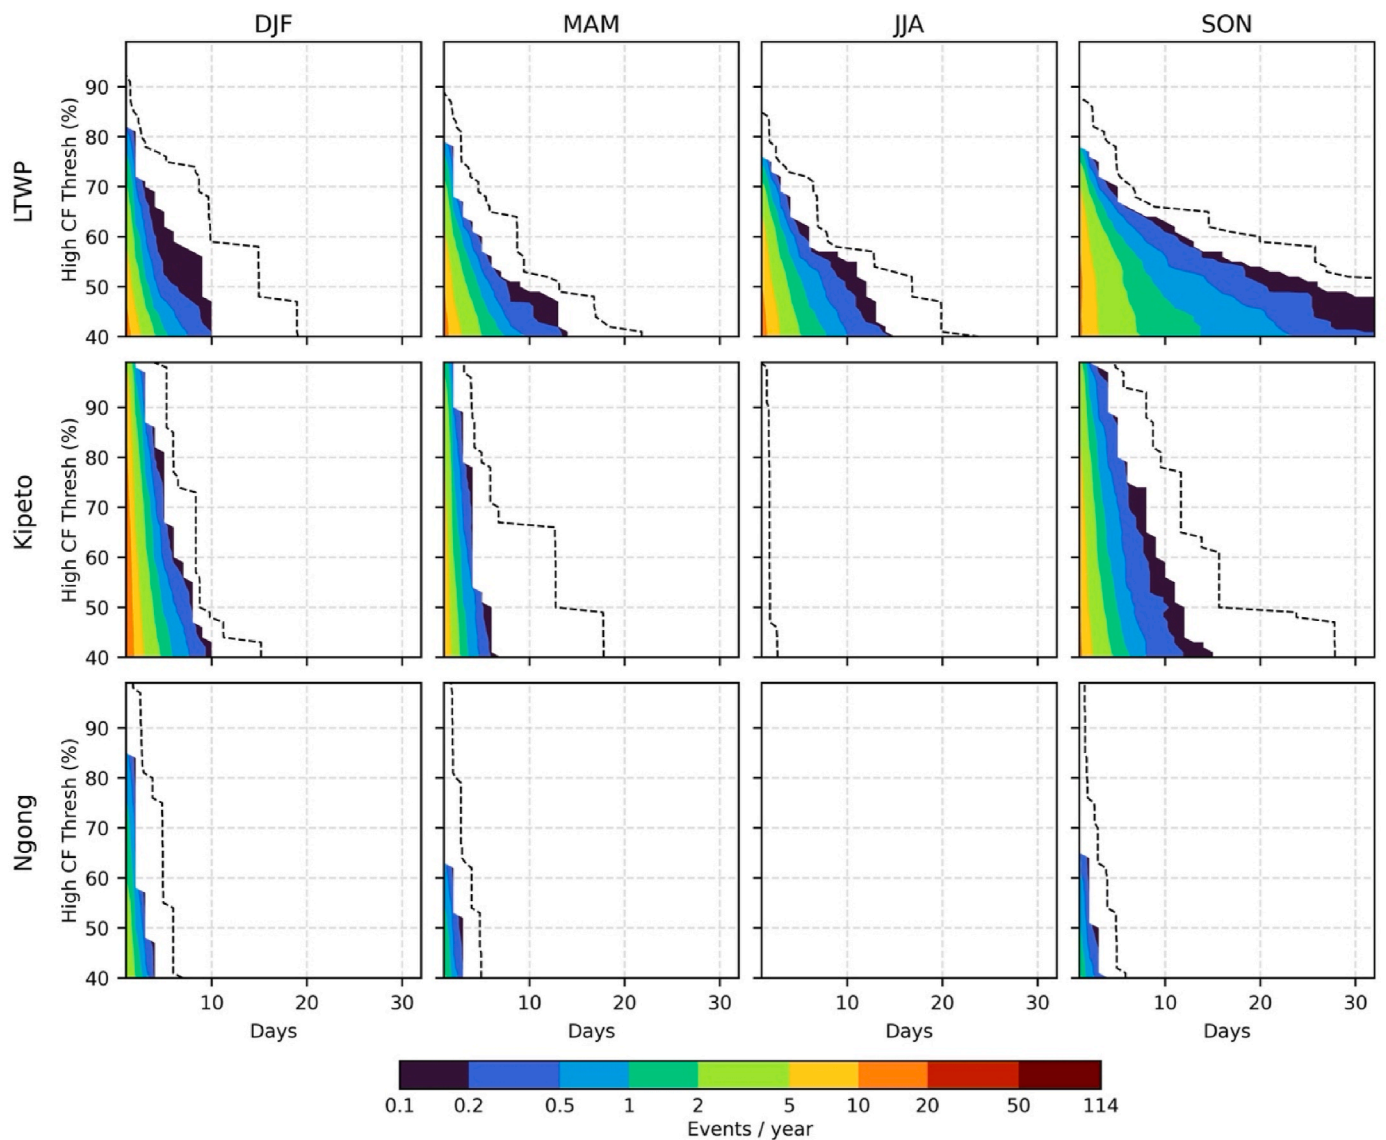 DJF MAM JJA SON
LTWP
High CF Thresh (%)
90
80
70
60
50
40
Kipeto
High CF Thresh (%)
90
80
70
60
50
40
Ngong
High CF Thresh (%)
90
80
70
60
50
40
10 20 30 10 20 30 10 20 30 10 20 30
Days Days Days Days
0.1 0.2 0.5 1 2 5 10 20 50 114
Events / year